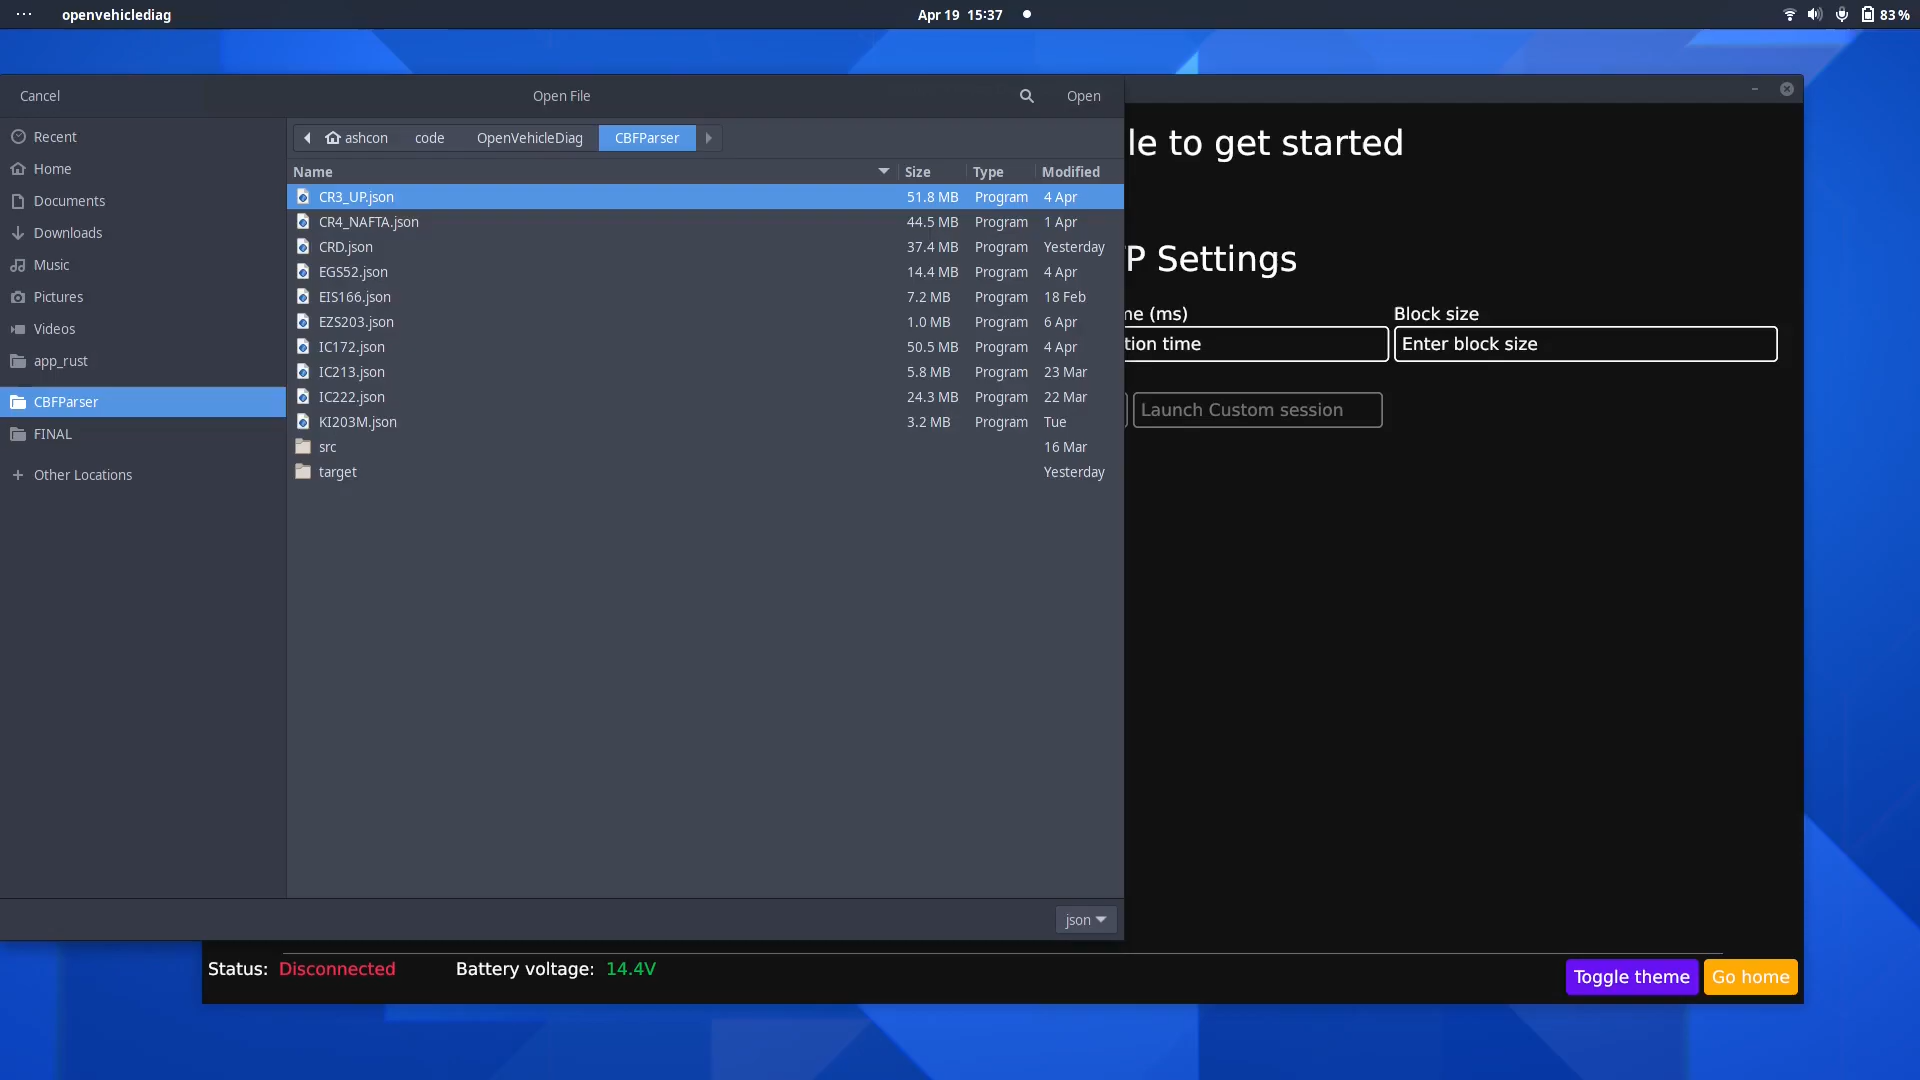 openvehiclediag
Apr 19 15:37
83%
Cancel
Open File
Open
Recent
Home
Documents
Downloads
Music
Pictures
Videos
app_rust
CBFParser
FINAL
Other Locations
ashcon code OpenVehicleDiag CBFParser
Name Size Type Modified
CR3_UP.json 51.8 MB Program 4 Apr
CR4_NAFTA.json 44.5 MB Program 1 Apr
CRD.json 37.4 MB Program Yesterday
EGS52.json 14.4 MB Program 4 Apr
EIS166.json 7.2 MB Program 18 Feb
EZS203.json 1.0 MB Program 6 Apr
IC172.json 50.5 MB Program 4 Apr
IC213.json 5.8 MB Program 23 Mar
IC222.json 24.3 MB Program 22 Mar
KI203M.json 3.2 MB Program Tue
src 16 Mar
target Yesterday
json
le to get started
P Settings
me (ms) Block size
tion time Enter block size
Launch Custom session
Status: Disconnected Battery voltage: 14.4V
Toggle theme Go home